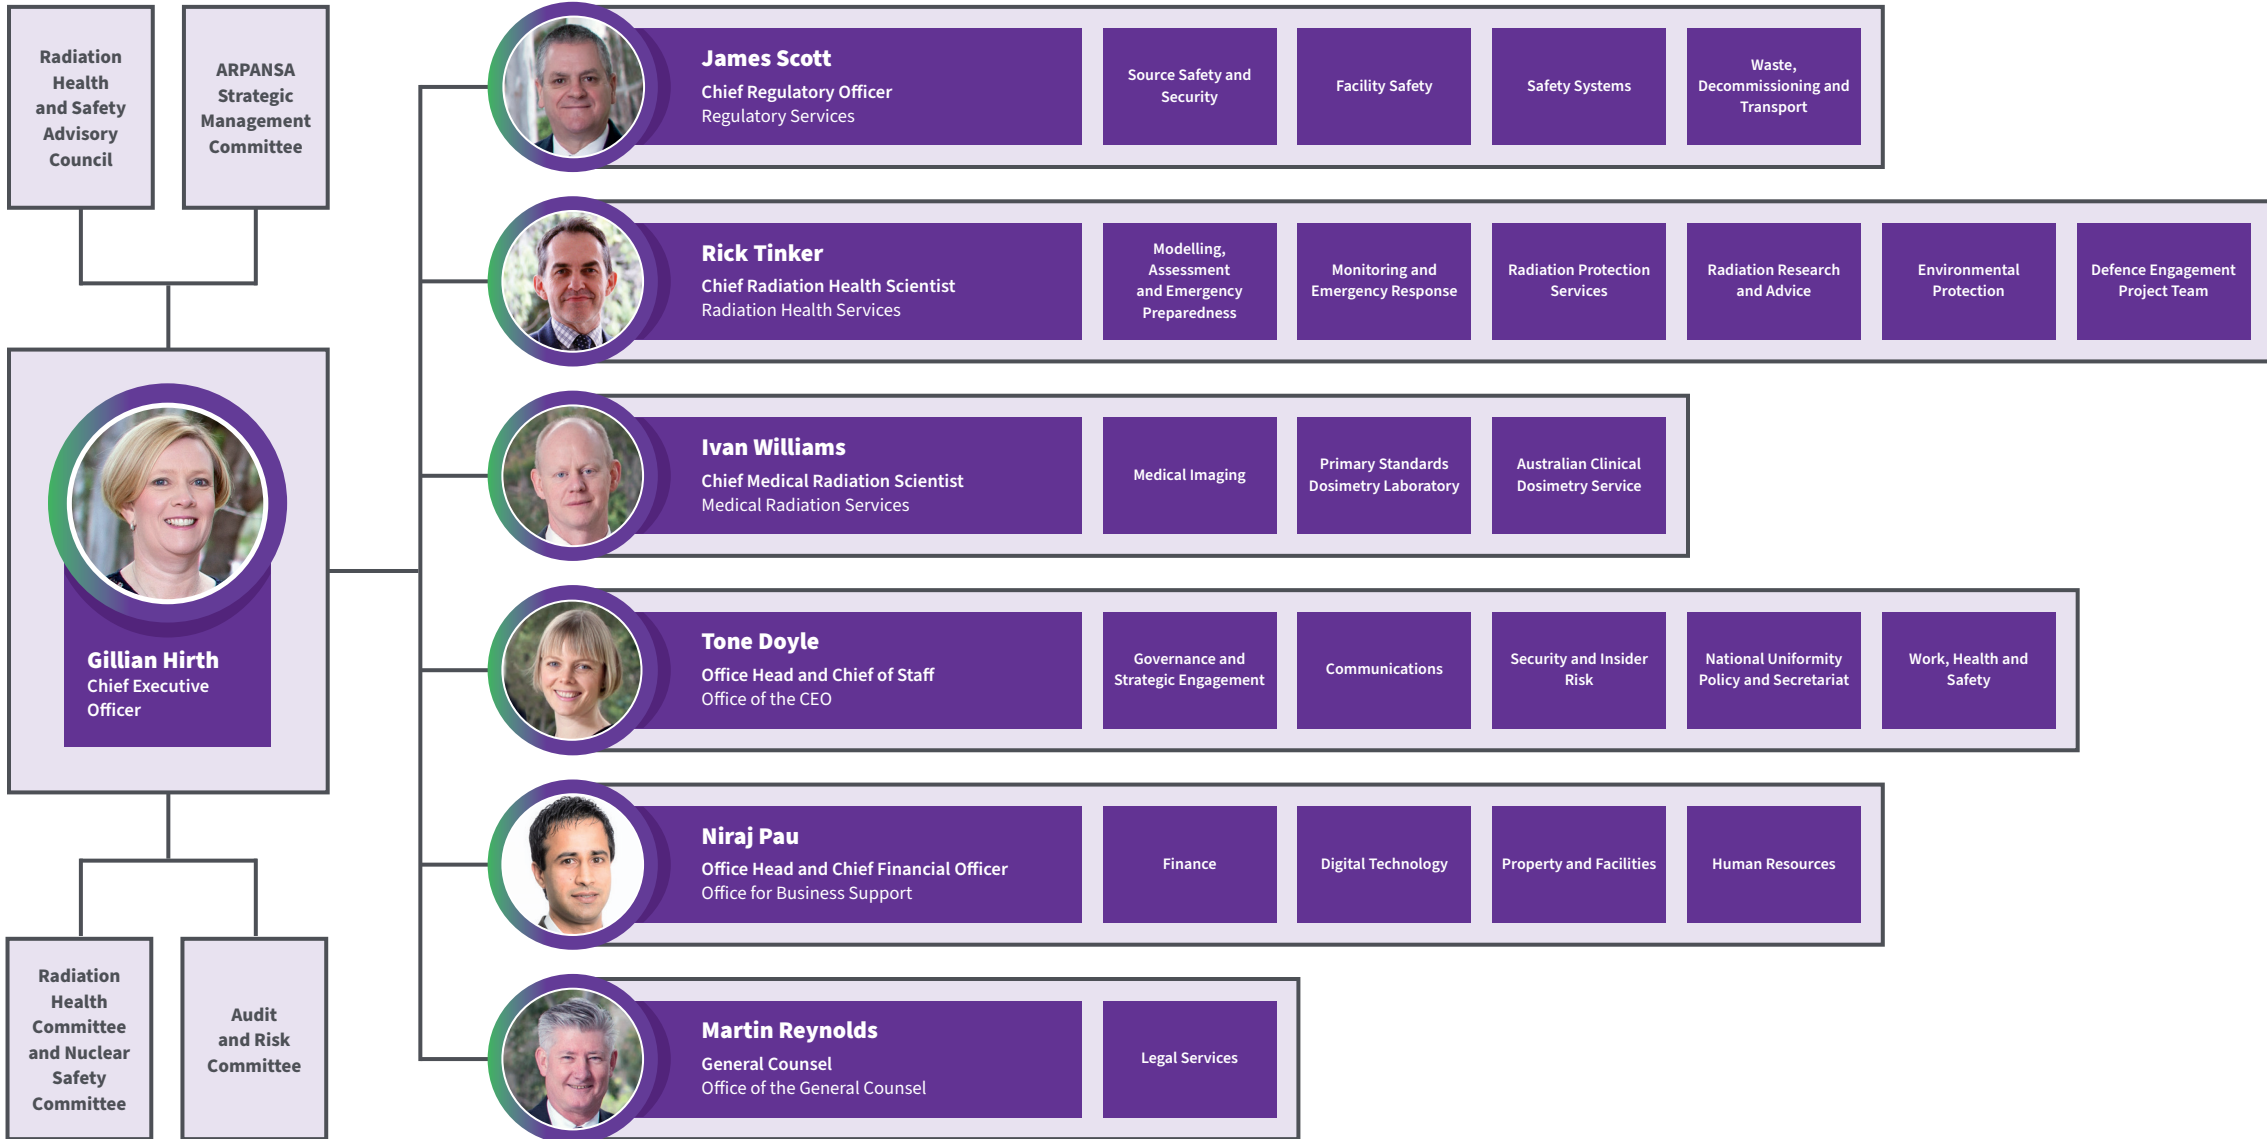 Radiation
Health
and Safety
Advisory
Council
ARPANSA
Strategic
Management
Committee
Gillian Hirth
Chief Executive
Officer
Radiation
Health
Committee
and Nuclear
Safety
Committee
Audit
and Risk
Committee
James Scott
Chief Regulatory Officer
Regulatory Services
Source Safety and
Security
Facility Safety
Safety Systems
Waste,
Decommissioning and
Transport
Rick Tinker
Chief Radiation Health Scientist
Radiation Health Services
Modelling,
Assessment
and Emergency
Preparedness
Monitoring and
Emergency Response
Radiation Protection
Services
Radiation Research
and Advice
Environmental
Protection
Defence Engagement
Project Team
Ivan Williams
Chief Medical Radiation Scientist
Medical Radiation Services
Medical Imaging
Primary Standards
Dosimetry Laboratory
Australian Clinical
Dosimetry Service
Tone Doyle
Office Head and Chief of Staff
Office of the CEO
Governance and
Strategic Engagement
Communications
Security and Insider
Risk
National Uniformity
Policy and Secretariat
Work, Health and
Safety
Niraj Pau
Office Head and Chief Financial Officer
Office for Business Support
Finance
Digital Technology
Property and Facilities
Human Resources
Martin Reynolds
General Counsel
Office of the General Counsel
Legal Services